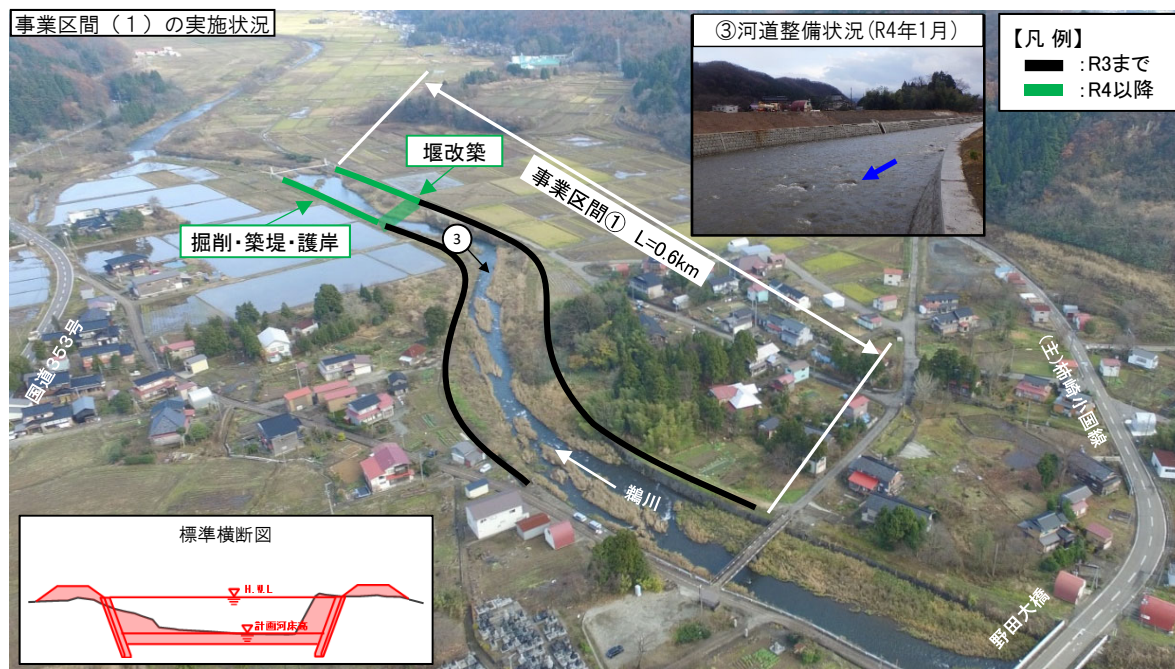 事業区間（1）の実施状況
③河道整備状況(R4年1月)
【凡 例】
：R3まで
：R4以降
堰改築
事業区間① L=0.6km
掘削・築堤・護岸
3
国道353号
(主)柿崎小国線
鵜川
野田大橋
標準横断図
H.W.L
計画河床高